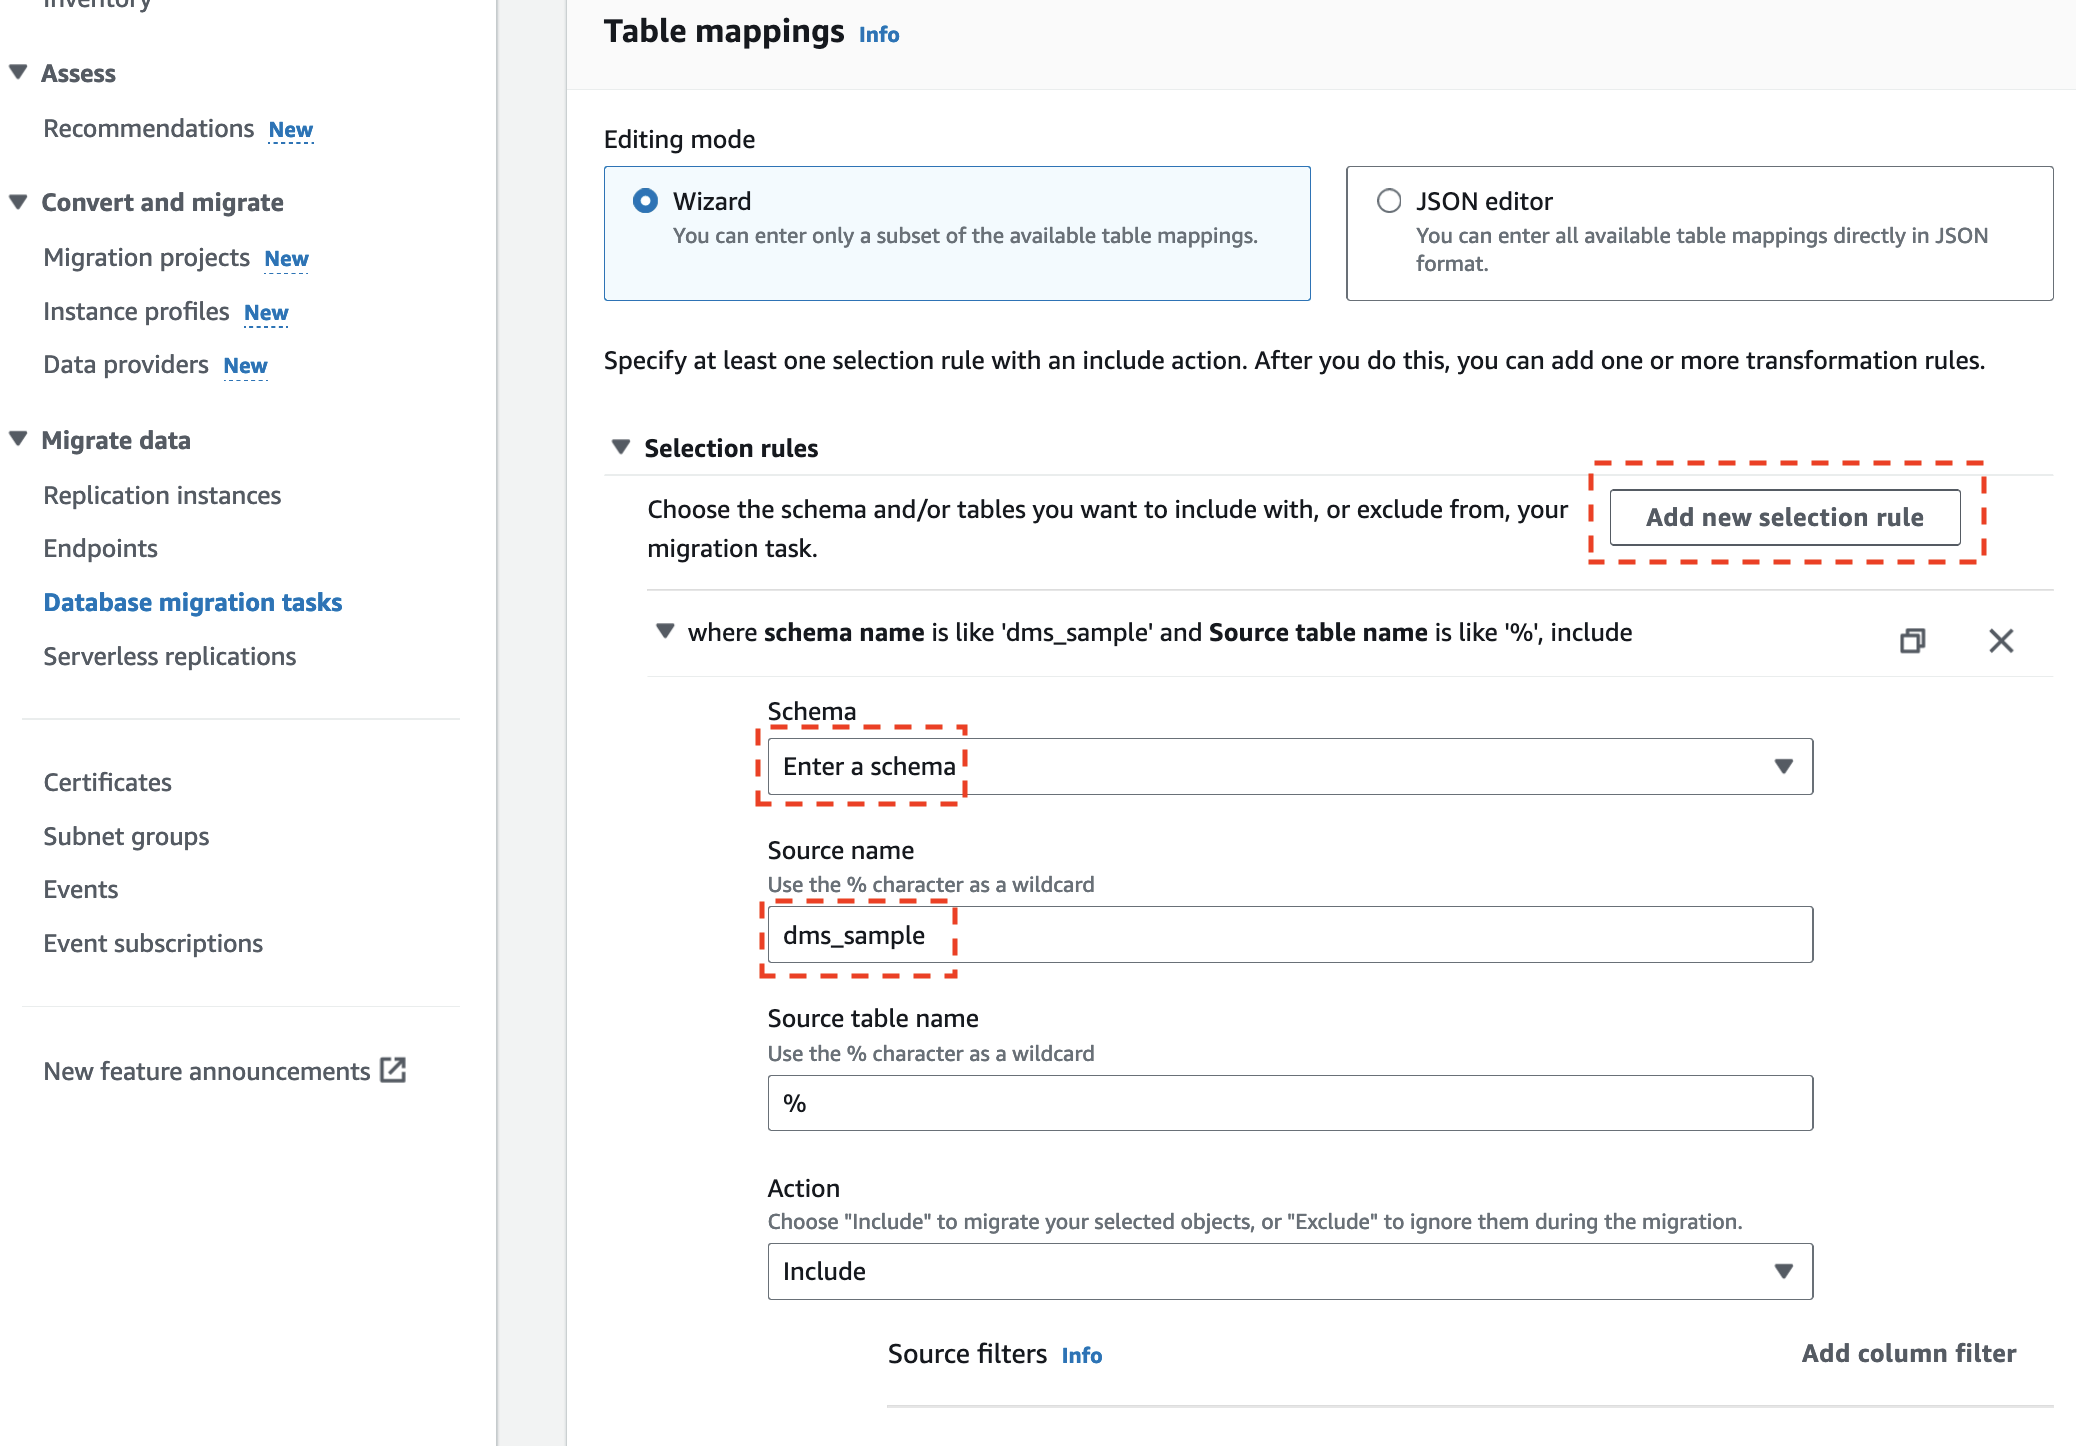 Inventory
Assess
Recommendations New
Convert and migrate
Migration projects New
Instance profiles New
Data providers New
Migrate data
Replication instances
Endpoints
Database migration tasks
Serverless replications
Certificates
Subnet groups
Events
Event subscriptions
New feature announcements
Table mappings Info
Editing mode
Wizard
You can enter only a subset of the available table mappings.
JSON editor
You can enter all available table mappings directly in JSON
format.
Specify at least one selection rule with an include action. After you do this, you can add one or more transformation rules.
Selection rules
Choose the schema and/or tables you want to include with, or exclude from, your
migration task.
Add new selection rule
where schema name is like 'dms_sample' and Source table name is like '%', include
Schema
Enter a schema
Source name
Use the % character as a wildcard
dms_sample
Source table name
Use the % character as a wildcard
%
Action
Choose "Include" to migrate your selected objects, or "Exclude" to ignore them during the migration.
Include
Source filters Info
Add column filter